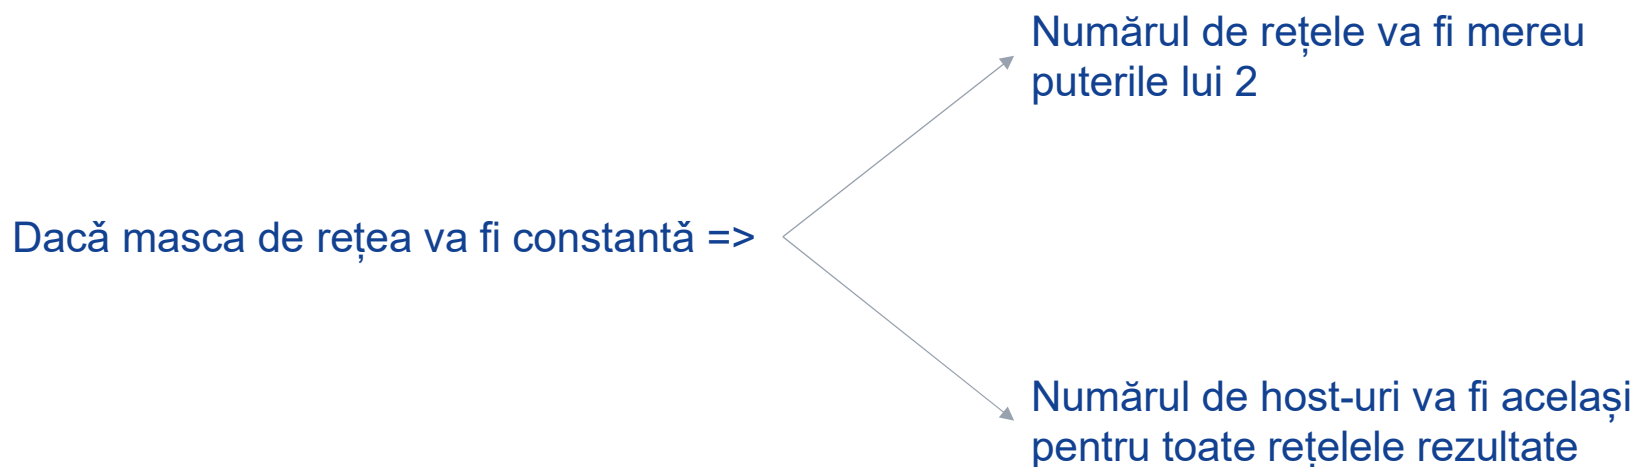 Numărul de rețele va fi mereu
puterile lui 2
Dacă masca de rețea va fi constantă =>
Numărul de host-uri va fi același
pentru toate rețelele rezultate